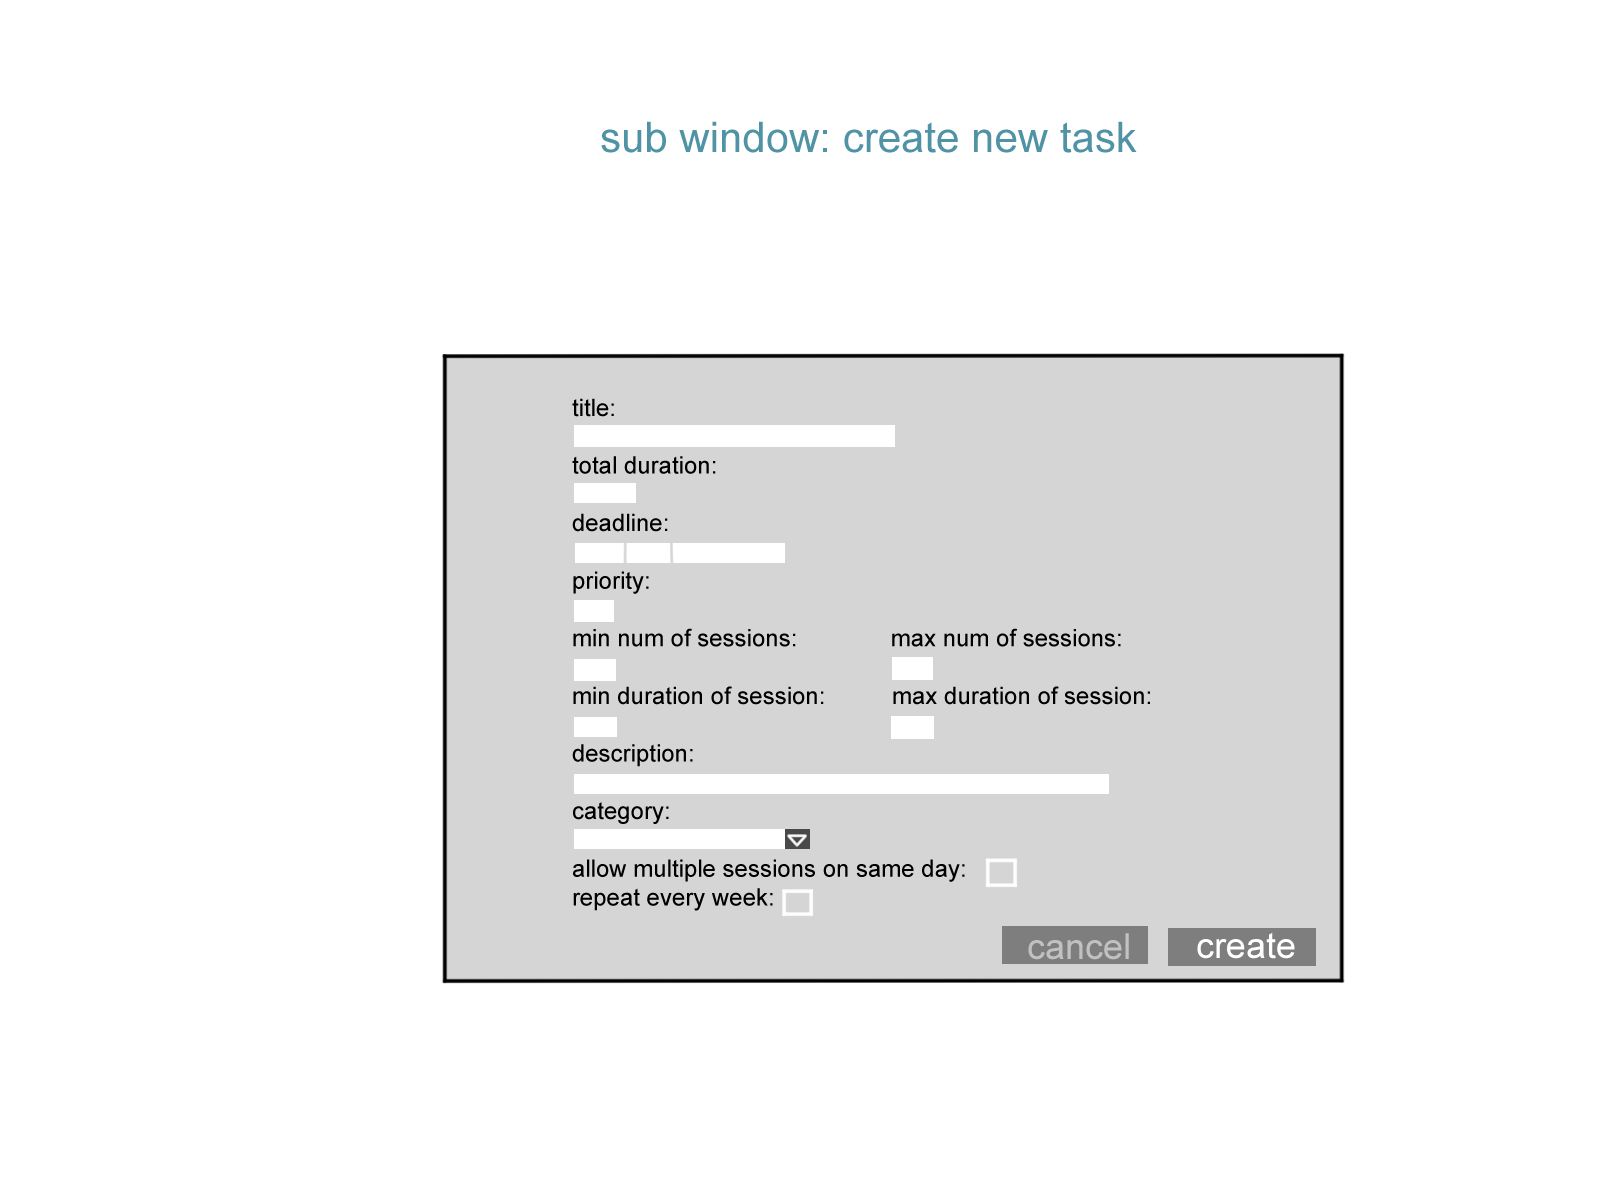 sub window: create new task
title:
total duration:
deadline:
priority:
min num of sessions: max num of sessions:
min duration of session: max duration of session:
description:
category:
allow multiple sessions on same day:
repeat every week:
cancel create